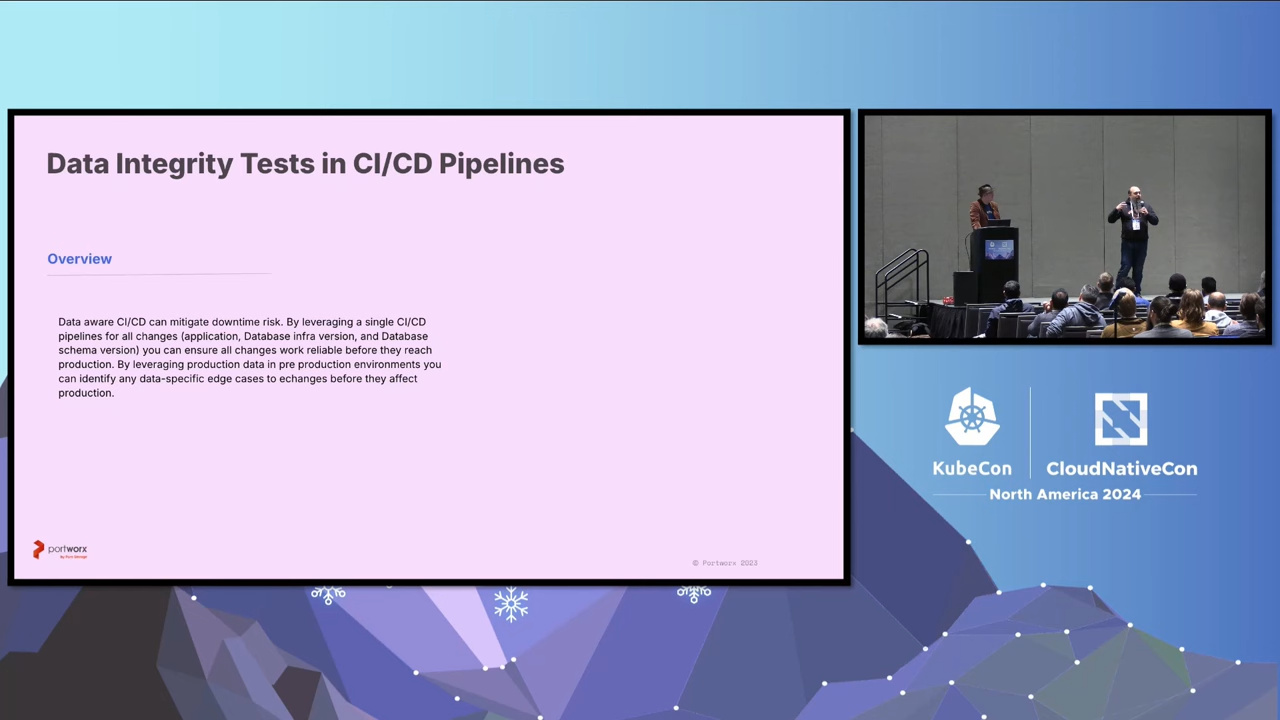 Data Integrity Tests in CI/CD Pipelines
Overview
Data aware CI/CD can mitigate downtime risk. By leveraging a single CI/CD
pipelines for all changes (application, Database infra version, and Database
schema version) you can ensure all changes work reliable before they reach
production. By leveraging production data in pre production environments you
can identify any data-specific edge cases to echanges before they affect
production.
portworx
by Pure Storage
© Portworx 2023
KubeCon
CloudNativeCon
North America 2024